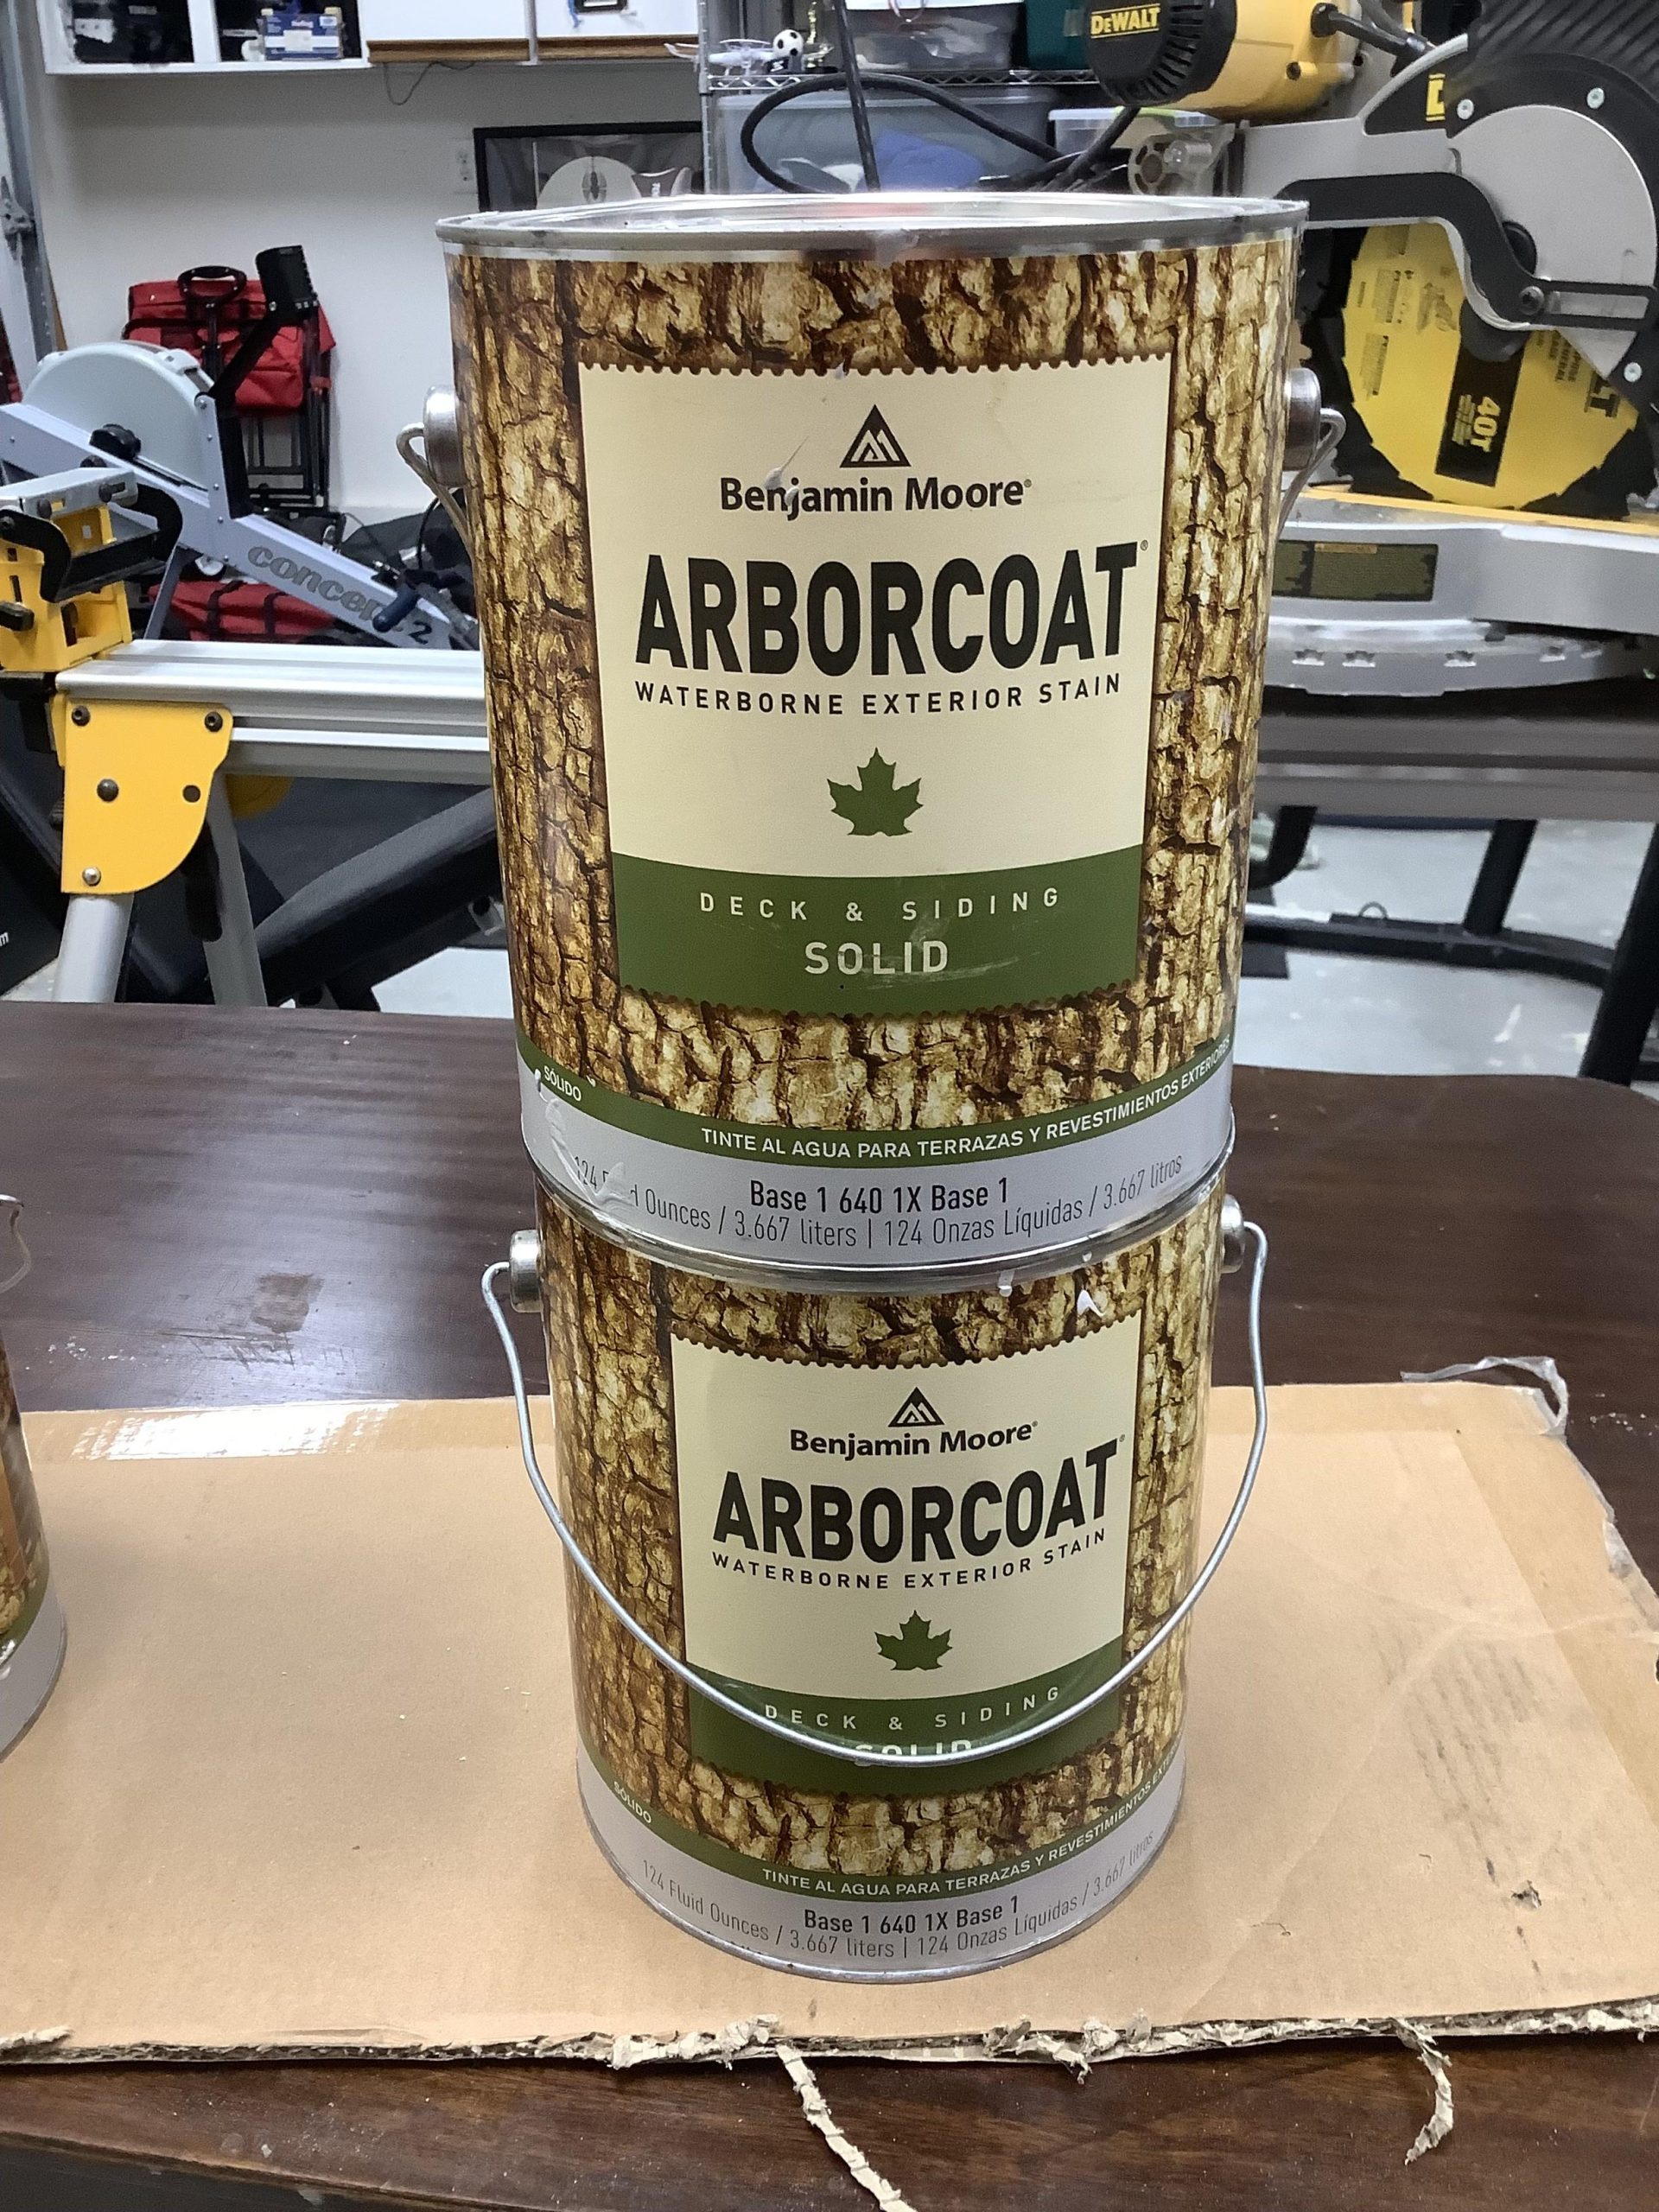 DEWALT
40T
concept 2
Benjamin Moore®
ARBORCOAT®
WATERBORNE EXTERIOR STAIN
DECK & SIDING
SOLID
SÓLIDO
TINTE AL AGUA PARA TERRAZAS Y REVESTIMIENTOS EXTERIORES
Base 1 640 1X Base 1
Ounces / 3.667 liters | 124 Onzas Líquidas / 3.667 litros
Benjamin Moore®
ARBORCOAT®
WATERBORNE EXTERIOR STAIN
DECK & SIDING
SOLID
SÓLIDO
TINTE AL AGUA PARA TERRAZAS Y REVESTIMIENTOS
Base 1 640 1X Base 1
124 Fluid Ounces / 3.667 liters | 124 Onzas Líquidas / 3.667 litros